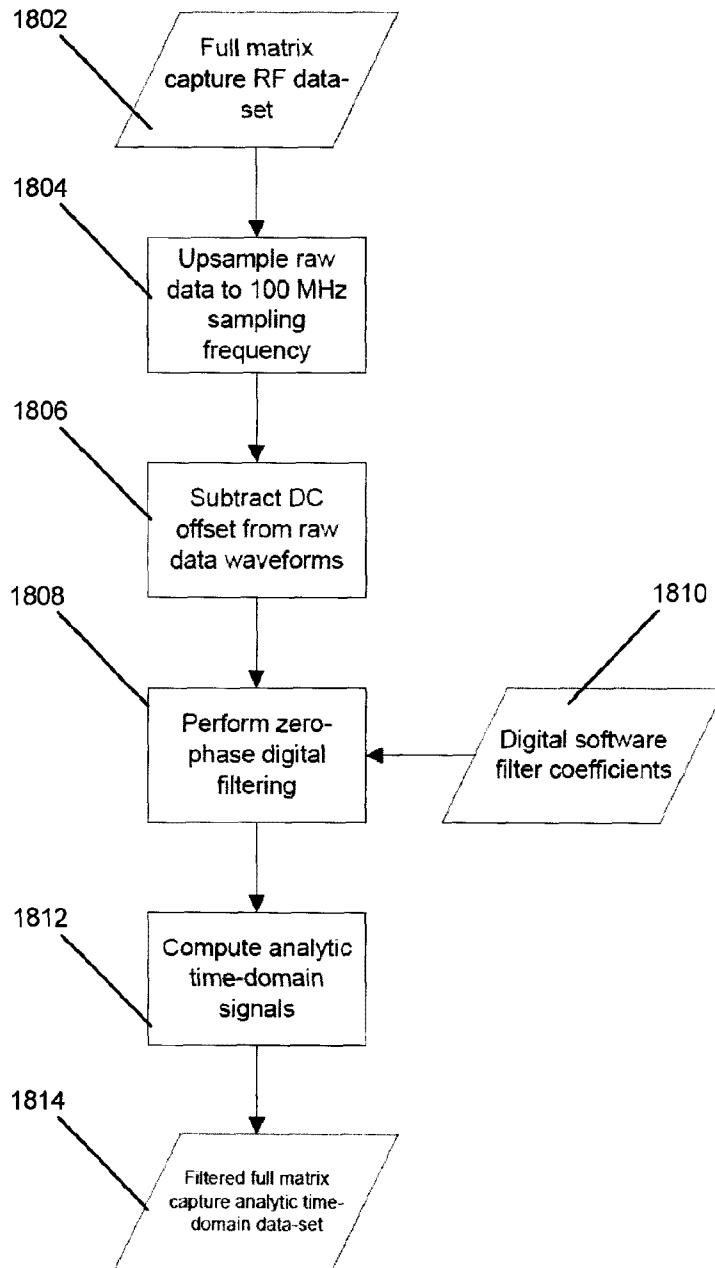 1802
Full matrix
capture RF data-
set
1804
Upsample raw
data to 100 MHz
sampling
frequency
1806
Subtract DC
offset from raw
data waveforms
1808
Perform zero-
phase digital
filtering
1810
Digital software
filter coefficients
1812
Compute analytic
time-domain
signals
1814
Filtered full matrix
capture analytic time-
domain data-set